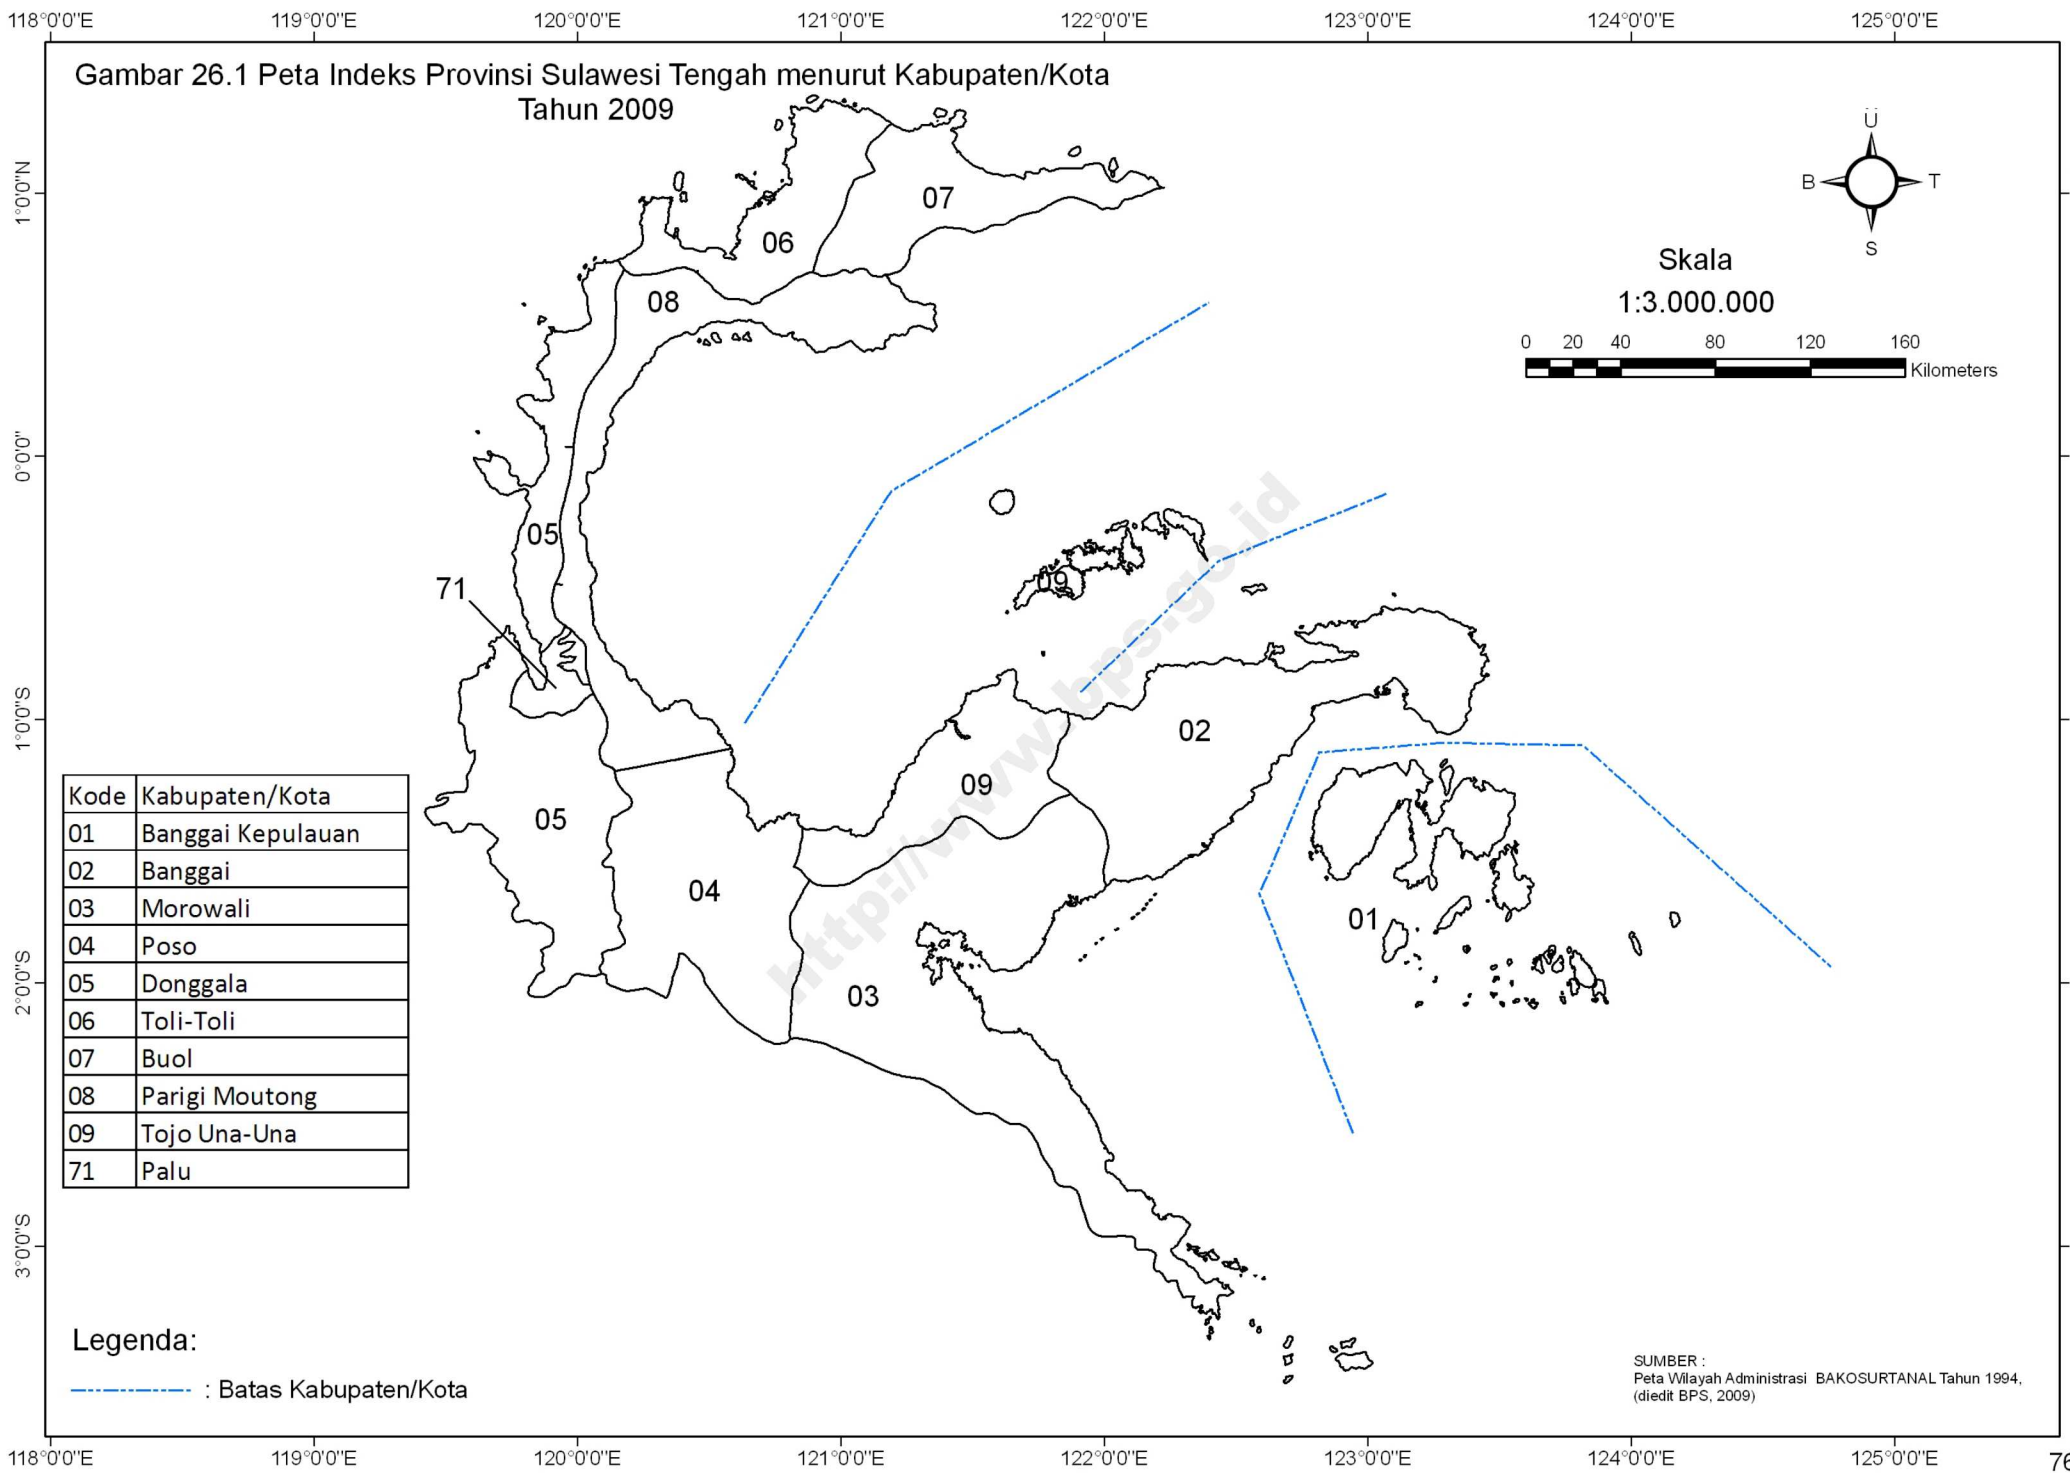 118°0'0"E 119°0'0"E 120°0'0"E 121°0'0"E 122°0'0"E 123°0'0"E 124°0'0"E 125°0'0"E
Gambar 26.1 Peta Indeks Provinsi Sulawesi Tengah menurut Kabupaten/Kota
Tahun 2009
U
B T
S
Skala
1:3.000.000
0 20 40 80 120 160
Kilometers
1°0'0"N
0°0'0"
1°0'0"S
2°0'0"S
3°0'0"S
07
06
08
05
71
09
02
09
05
04
01
03
http://www.bps.go.id
Kode Kabupaten/Kota
01 Banggai Kepulauan
02 Banggai
03 Morowali
04 Poso
05 Donggala
06 Toli-Toli
07 Buol
08 Parigi Moutong
09 Tojo Una-Una
71 Palu
Legenda:
: Batas Kabupaten/Kota
SUMBER :
Peta Wilayah Administrasi BAKOSURTANAL Tahun 1994,
(diedit BPS, 2009)
118°0'0"E 119°0'0"E 120°0'0"E 121°0'0"E 122°0'0"E 123°0'0"E 124°0'0"E 125°0'0"E